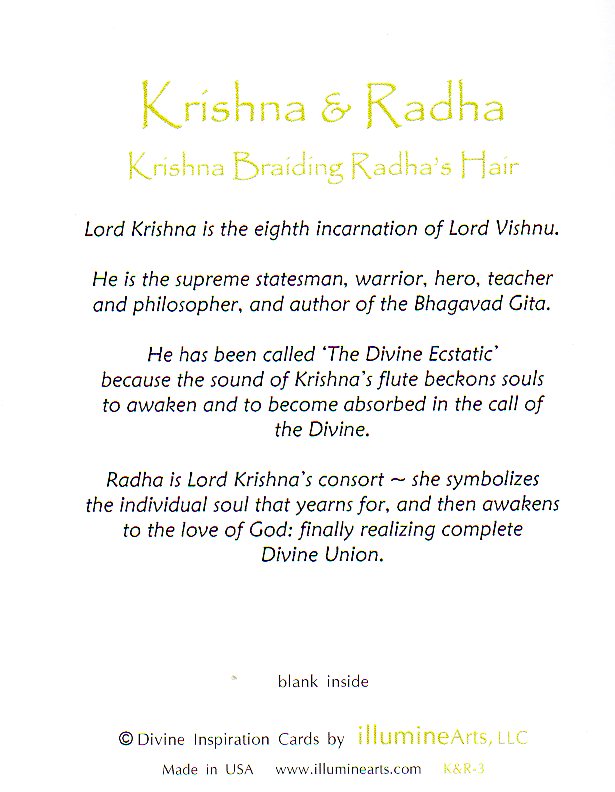 Krishna & Radha
Krishna Braiding Radha's Hair
Lord Krishna is the eighth incarnation of Lord Vishnu.
He is the supreme statesman, warrior, hero, teacher
and philosopher, and author of the Bhagavad Gita.
He has been called ‘The Divine Ecstatic’
because the sound of Krishna's flute beckons souls
to awaken and to become absorbed in the call of
the Divine.
Radha is Lord Krishna's consort ~ she symbolizes
the individual soul that yearns for, and then awakens
to the love of God: finally realizing complete
Divine Union.
blank inside
© Divine Inspiration Cards by illumineArts, LLC
Made in USA www.illuminearts.com K&R-3